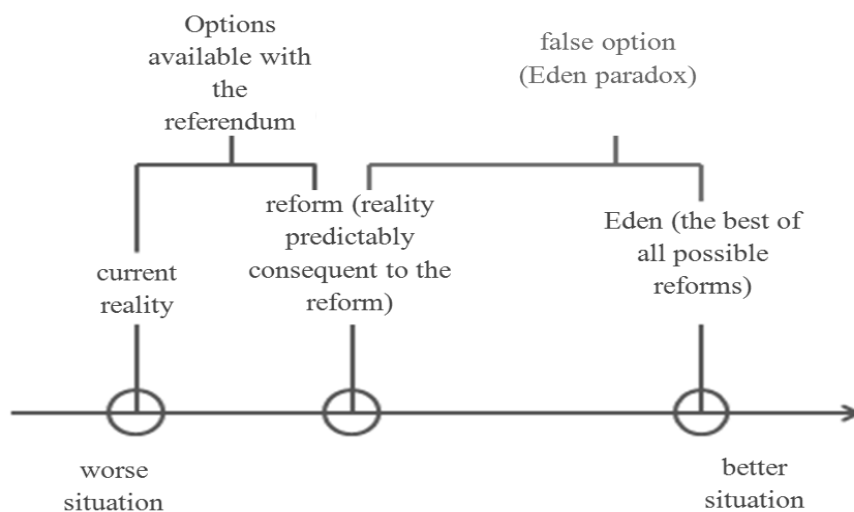 Options
available with
the
referendum
false option
(Eden paradox)
current
reality
reform (reality
predictably
consequent to the
reform)
Eden (the best of
all possible
reforms)
worse
situation
better
situation